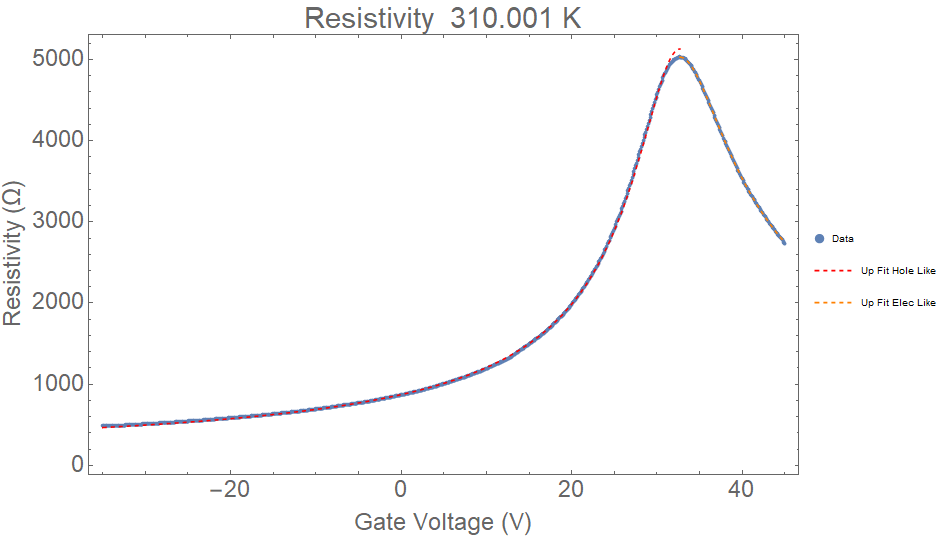 Resistivity 310.001 K
5000
4000
3000
2000
1000
0
Resistivity (Ω)
−20 0 20 40
Gate Voltage (V)
Data
Up Fit Hole Like
Up Fit Elec Like